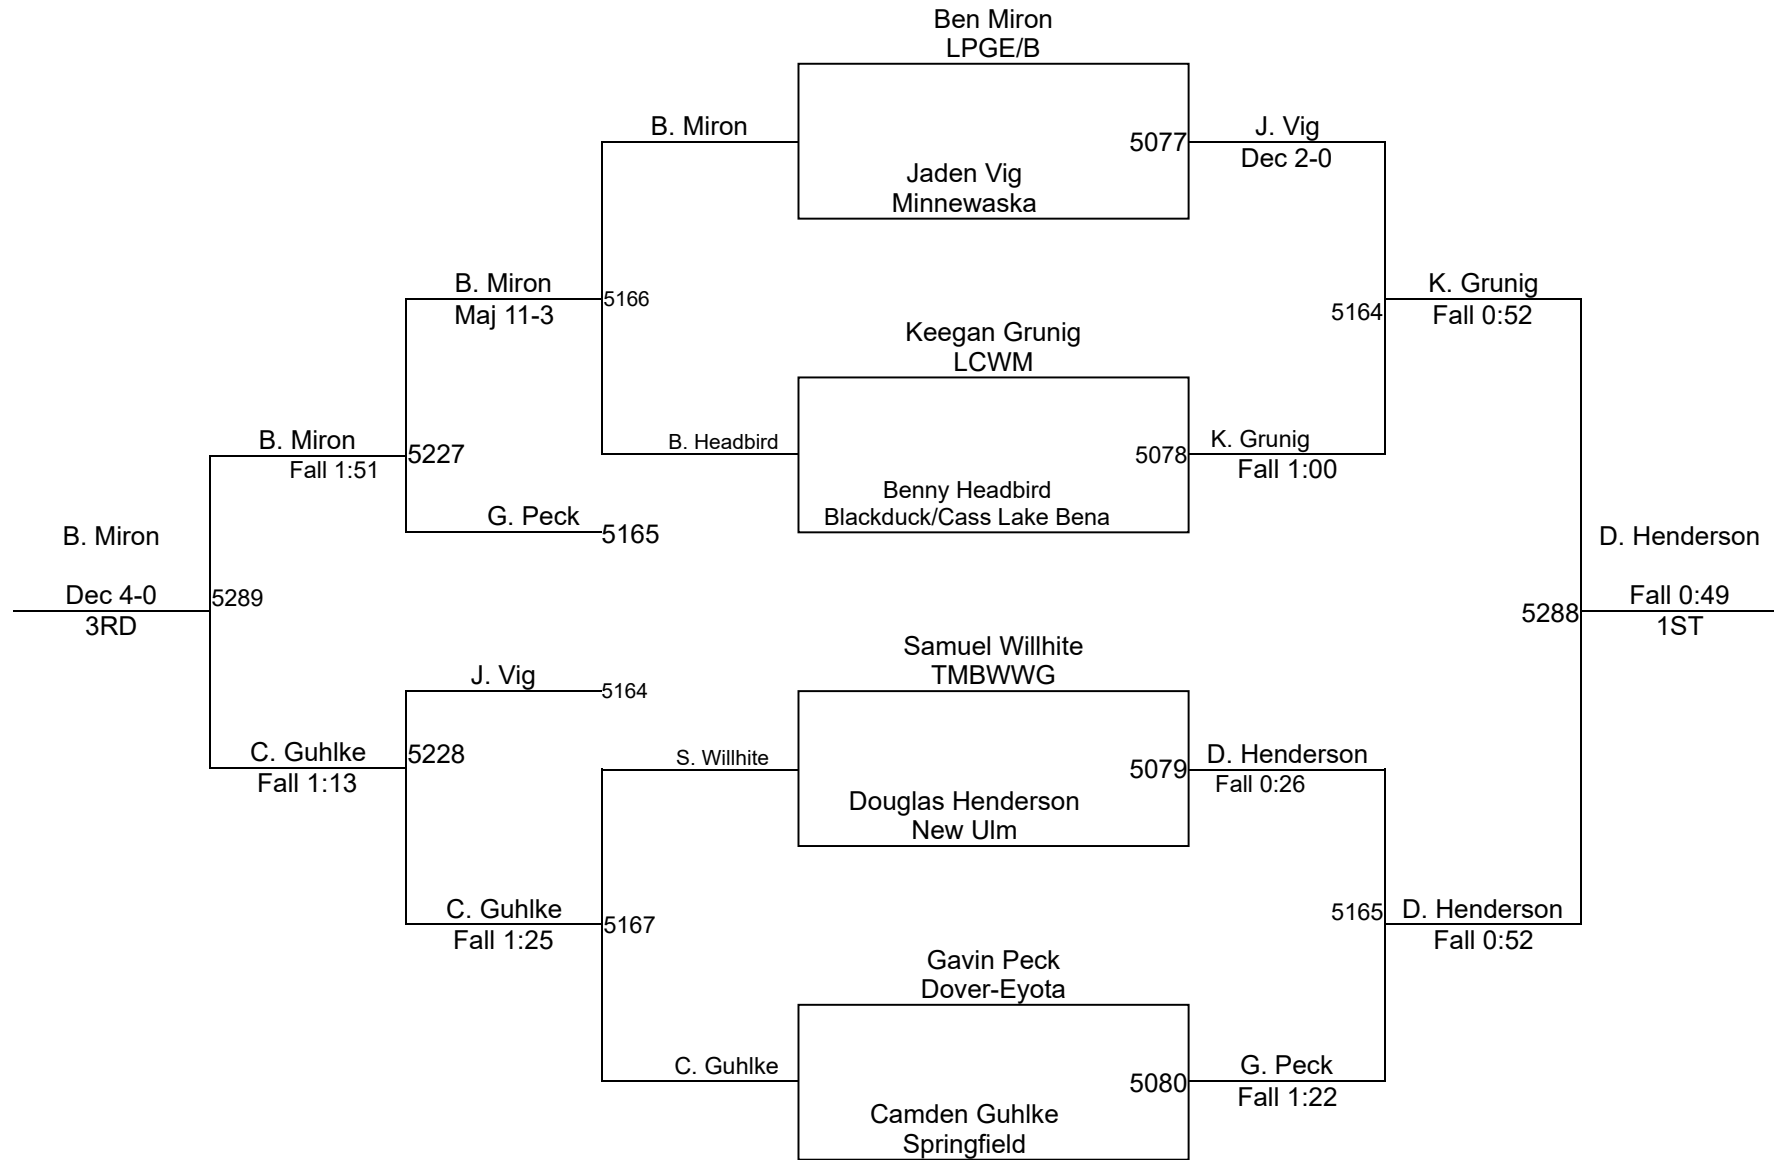 Ben Miron
LPGE/B
B. Miron
5077
J. Vig
Dec 2-0
Jaden Vig
Minnewaska
B. Miron
Maj 11-3
5166
5164
K. Grunig
Fall 0:52
Keegan Grunig
LCWM
B. Miron
Fall 1:51
5227
B. Headbird
5078
K. Grunig
Fall 1:00
Benny Headbird
Blackduck/Cass Lake Bena
G. Peck
5165
B. Miron
Dec 4-0
3RD
5289
D. Henderson
5288
Fall 0:49
1ST
Samuel Willhite
TMBWWG
J. Vig
5164
C. Guhlke
Fall 1:13
5228
S. Willhite
5079
D. Henderson
Fall 0:26
Douglas Henderson
New Ulm
C. Guhlke
Fall 1:25
5167
5165
D. Henderson
Fall 0:52
Gavin Peck
Dover-Eyota
C. Guhlke
5080
G. Peck
Fall 1:22
Camden Guhlke
Springfield